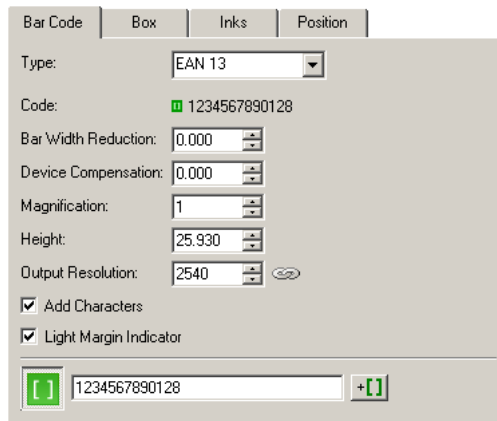 Bar Code Box Inks Position
Type: EAN 13
Code: 1234567890128
Bar Width Reduction: 0.000
Device Compensation: 0.000
Magnification: 1
Height: 25.930
Output Resolution: 2540
Add Characters
Light Margin Indicator
[ ] 1234567890128 +[ ]